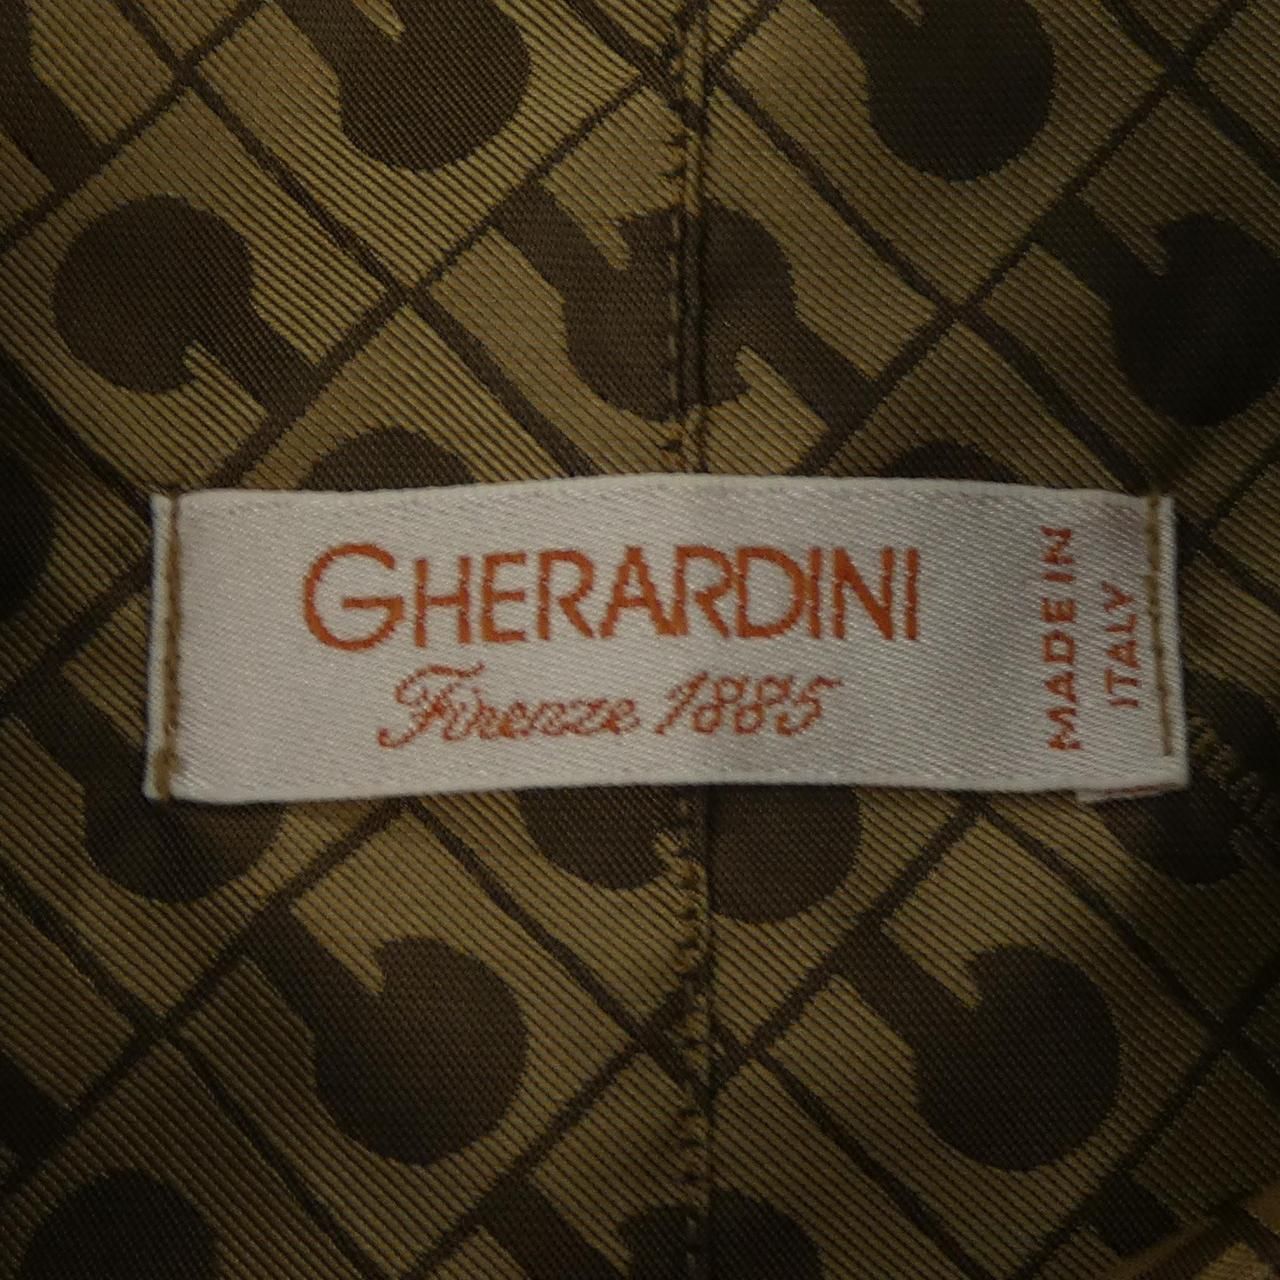 GHERARDINI
Firenze 1885
MADE IN
ITALY